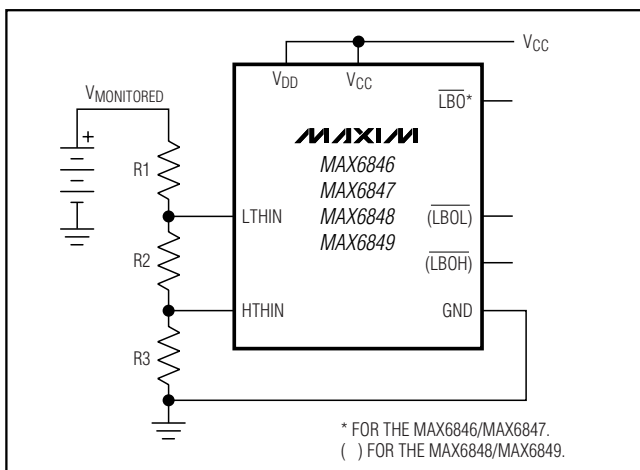 V_CC
V_DD
V_CC
V_MONITORED
LBO*
+
MAXIM
R1
MAX6846
MAX6847
MAX6848
MAX6849
LTHIN
(LBOL)
R2
(LBOH)
HTHIN
GND
R3
* FOR THE MAX6846/MAX6847.
( ) FOR THE MAX6848/MAX6849.